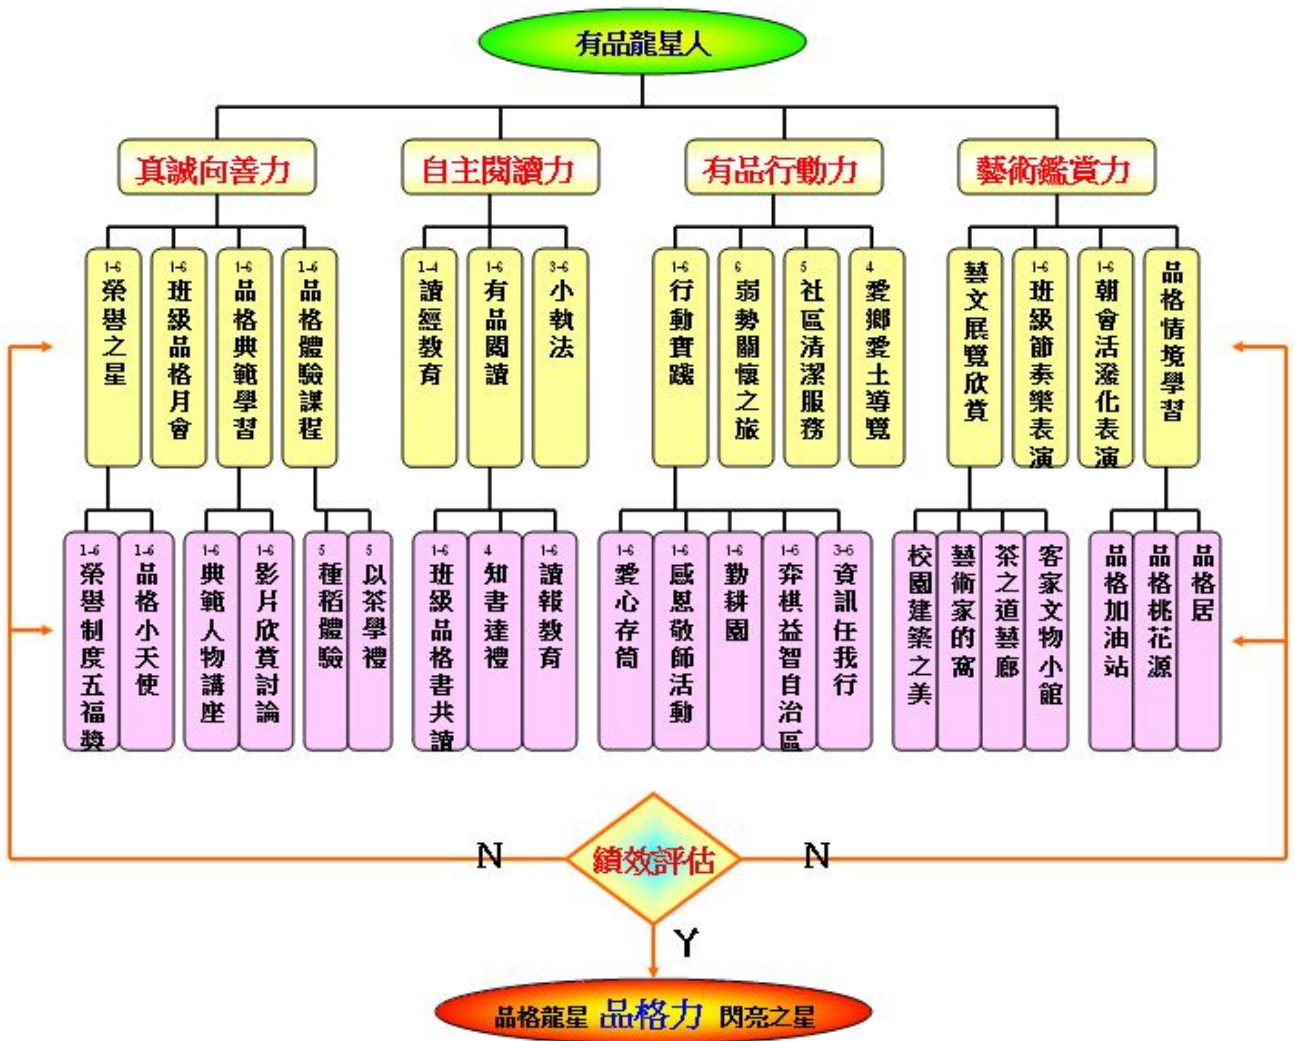 有品龍星人
真誠向善力
自主閱讀力
有品行動力
藝術鑑賞力
1-6 榮譽之星
1-6 班級品格月會
1-6 品格典範學習
1-6 品格體驗課程
1-4 讀經教育
1-6 有品閱讀
3-6 小執法
1-6 行動實踐
6 弱勢關懷之旅
5 社區清潔服務
4 愛鄉愛土導覽
藝文展覽欣賞
1-6 班級節奏樂表演
1-6 朝會活潑化表演
品格情境學習
1-6 榮譽制度五福獎
1-6 品格小天使
1-6 典範人物講座
1-6 影片欣賞討論
5 種稻體驗
5 以茶學禮
1-6 班級品格書共讀
4 知書達禮
1-6 讀報教育
1-6 愛心存筒
1-6 感恩敬師活動
1-6 勤耕園
1-6 弈棋益智自治區
3-6 資訊任我行
校園建築之美
藝術家的窩
茶之道藝廊
客家文物小館
品格加油站
品格桃花源
品格居
N
績效評估
N
Y
品格龍星 品格力 閃亮之星